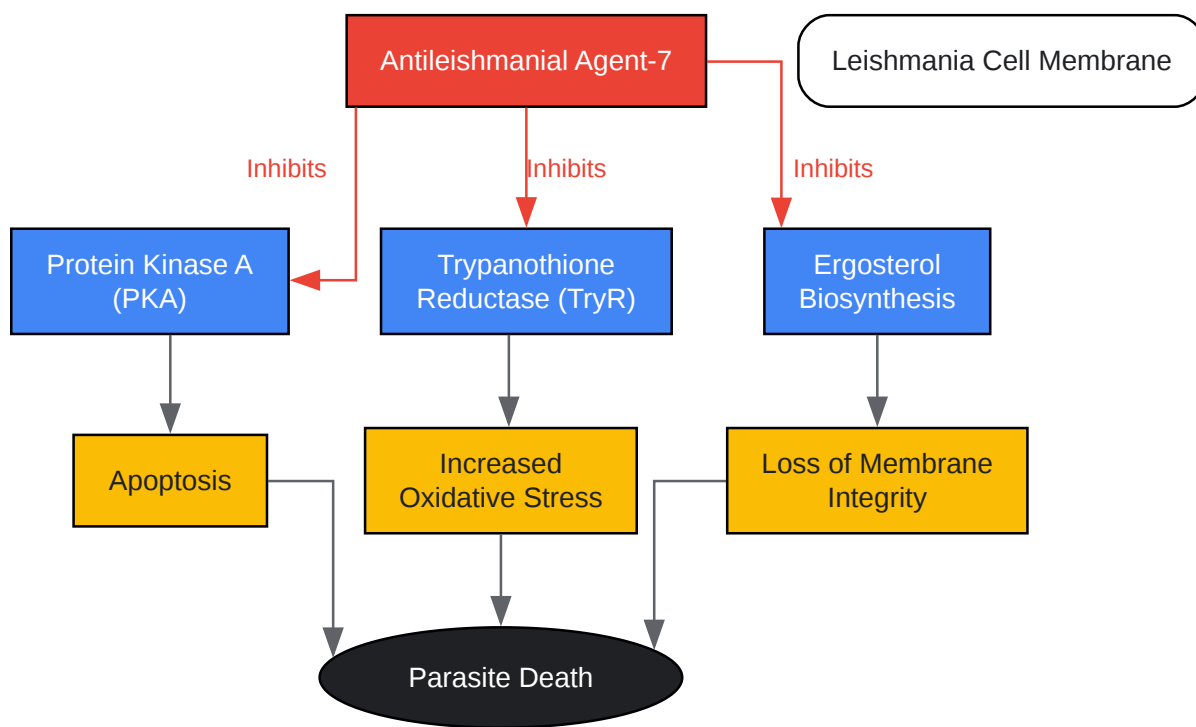 Antileishmanial Agent-7
Leishmania Cell Membrane
Inhibits
Inhibits
Inhibits
Protein Kinase A
(PKA)
Trypanothione
Reductase (TryR)
Ergosterol
Biosynthesis
Apoptosis
Increased
Oxidative Stress
Loss of Membrane
Integrity
Parasite Death